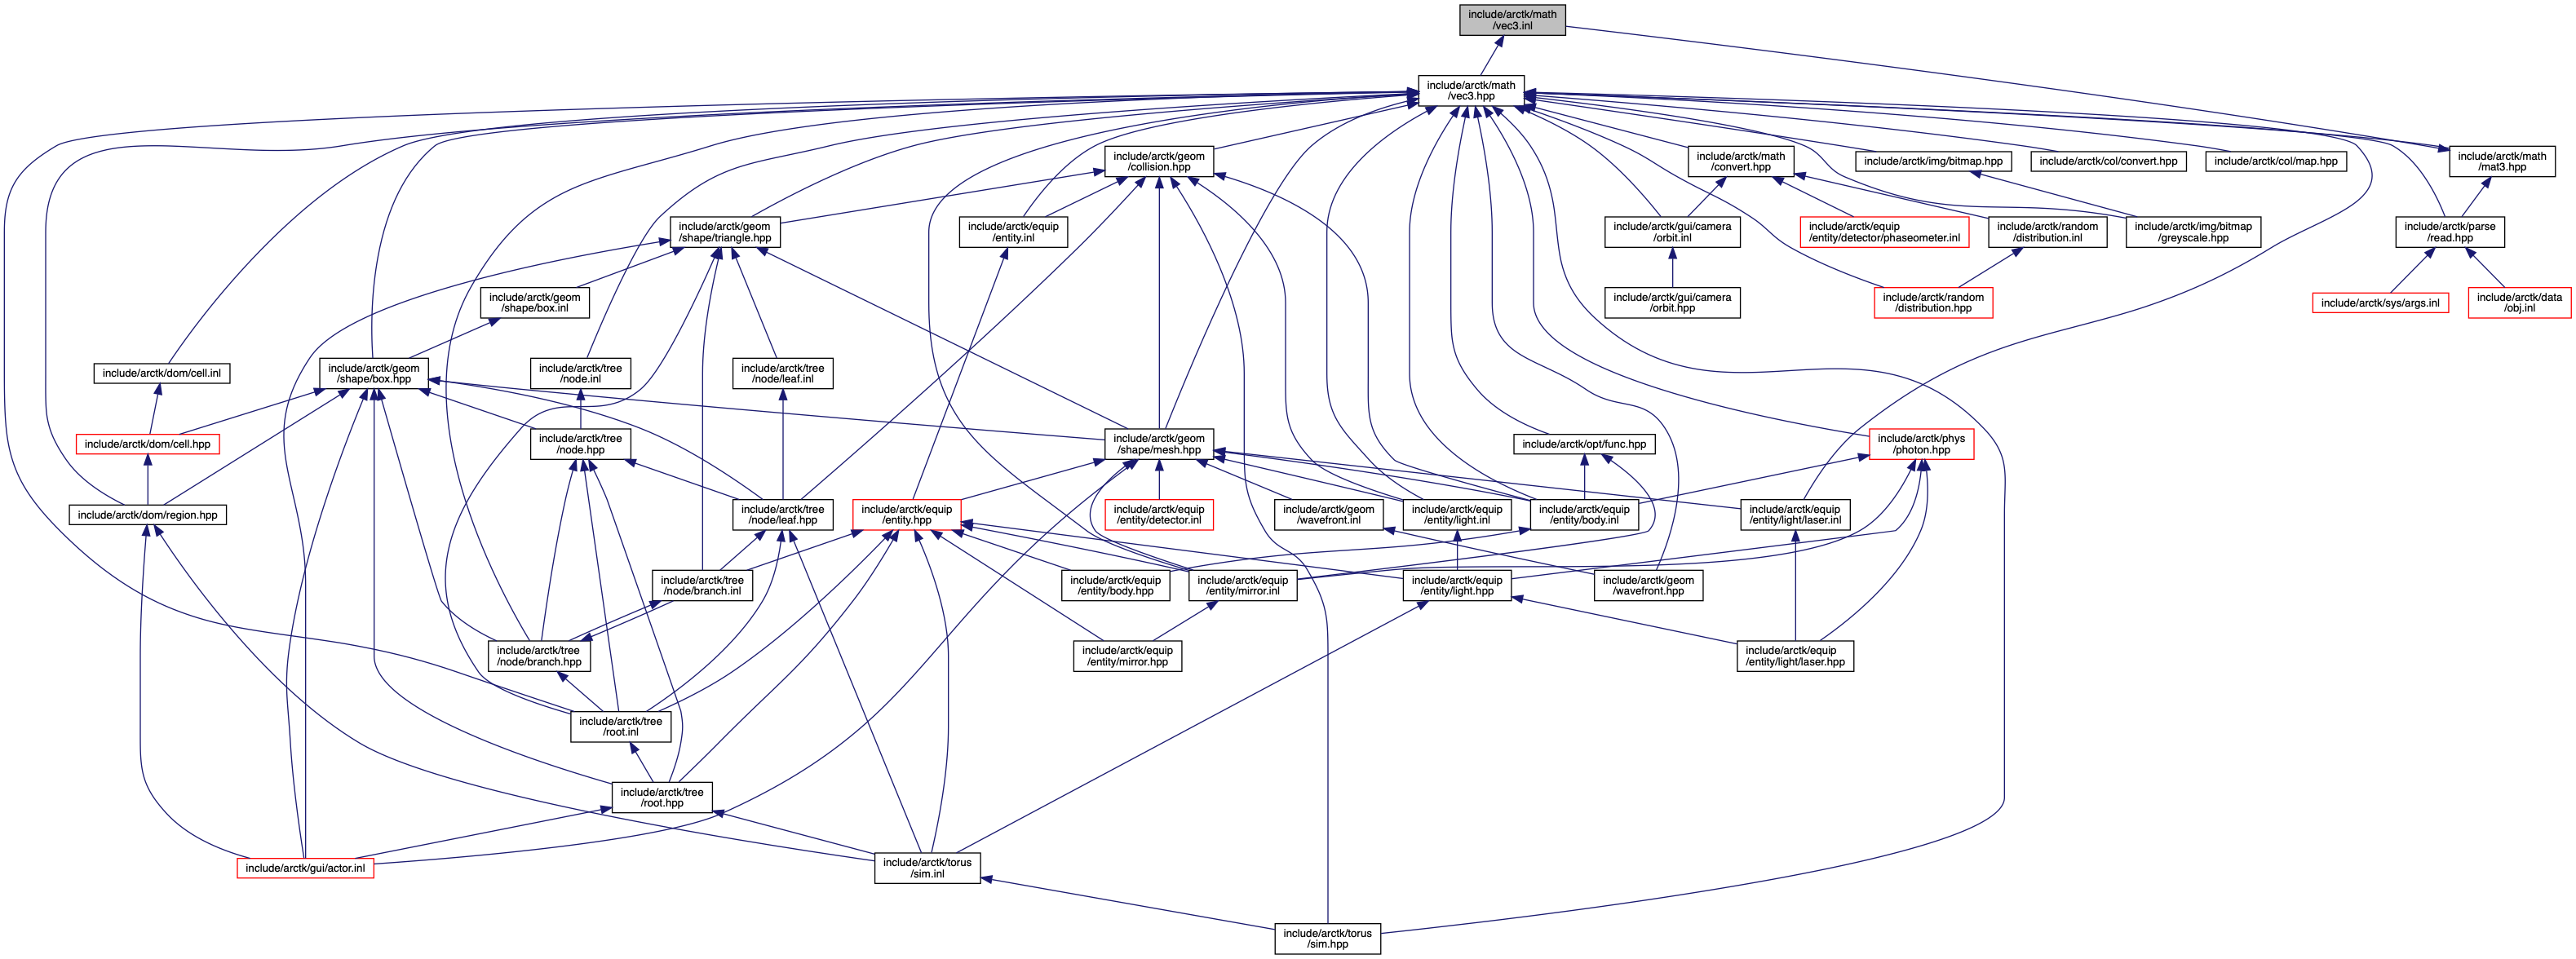 include/arctk/math
/vec3.inl
include/arctk/math
/vec3.hpp
include/arctk/geom
/collision.hpp
include/arctk/math
/convert.hpp
include/arctk/img/bitmap.hpp
include/arctk/col/convert.hpp
include/arctk/col/map.hpp
include/arctk/math
/mat3.hpp
include/arctk/geom
/shape/triangle.hpp
include/arctk/equip
/entity.inl
include/arctk/gui/camera
/orbit.inl
include/arctk/equip
/entity/detector/phaseometer.inl
include/arctk/random
/distribution.inl
include/arctk/img/bitmap
/greyscale.hpp
include/arctk/parse
/read.hpp
include/arctk/geom
/shape/box.inl
include/arctk/gui/camera
/orbit.hpp
include/arctk/random
/distribution.hpp
include/arctk/sys/args.inl
include/arctk/data
/obj.inl
include/arctk/dom/cell.inl
include/arctk/geom
/shape/box.hpp
include/arctk/tree
/node.inl
include/arctk/tree
/node/leaf.inl
include/arctk/dom/cell.hpp
include/arctk/tree
/node.hpp
include/arctk/geom
/shape/mesh.hpp
include/arctk/opt/func.hpp
include/arctk/phys
/photon.hpp
include/arctk/dom/region.hpp
include/arctk/tree
/node/leaf.hpp
include/arctk/equip
/entity.hpp
include/arctk/equip
/entity/detector.inl
include/arctk/geom
/wavefront.inl
include/arctk/equip
/entity/light.inl
include/arctk/equip
/entity/body.inl
include/arctk/equip
/entity/light/laser.inl
include/arctk/tree
/node/branch.inl
include/arctk/equip
/entity/body.hpp
include/arctk/equip
/entity/mirror.inl
include/arctk/equip
/entity/light.hpp
include/arctk/geom
/wavefront.hpp
include/arctk/tree
/node/branch.hpp
include/arctk/equip
/entity/mirror.hpp
include/arctk/equip
/entity/light/laser.hpp
include/arctk/tree
/root.inl
include/arctk/tree
/root.hpp
include/arctk/gui/actor.inl
include/arctk/torus
/sim.inl
include/arctk/torus
/sim.hpp